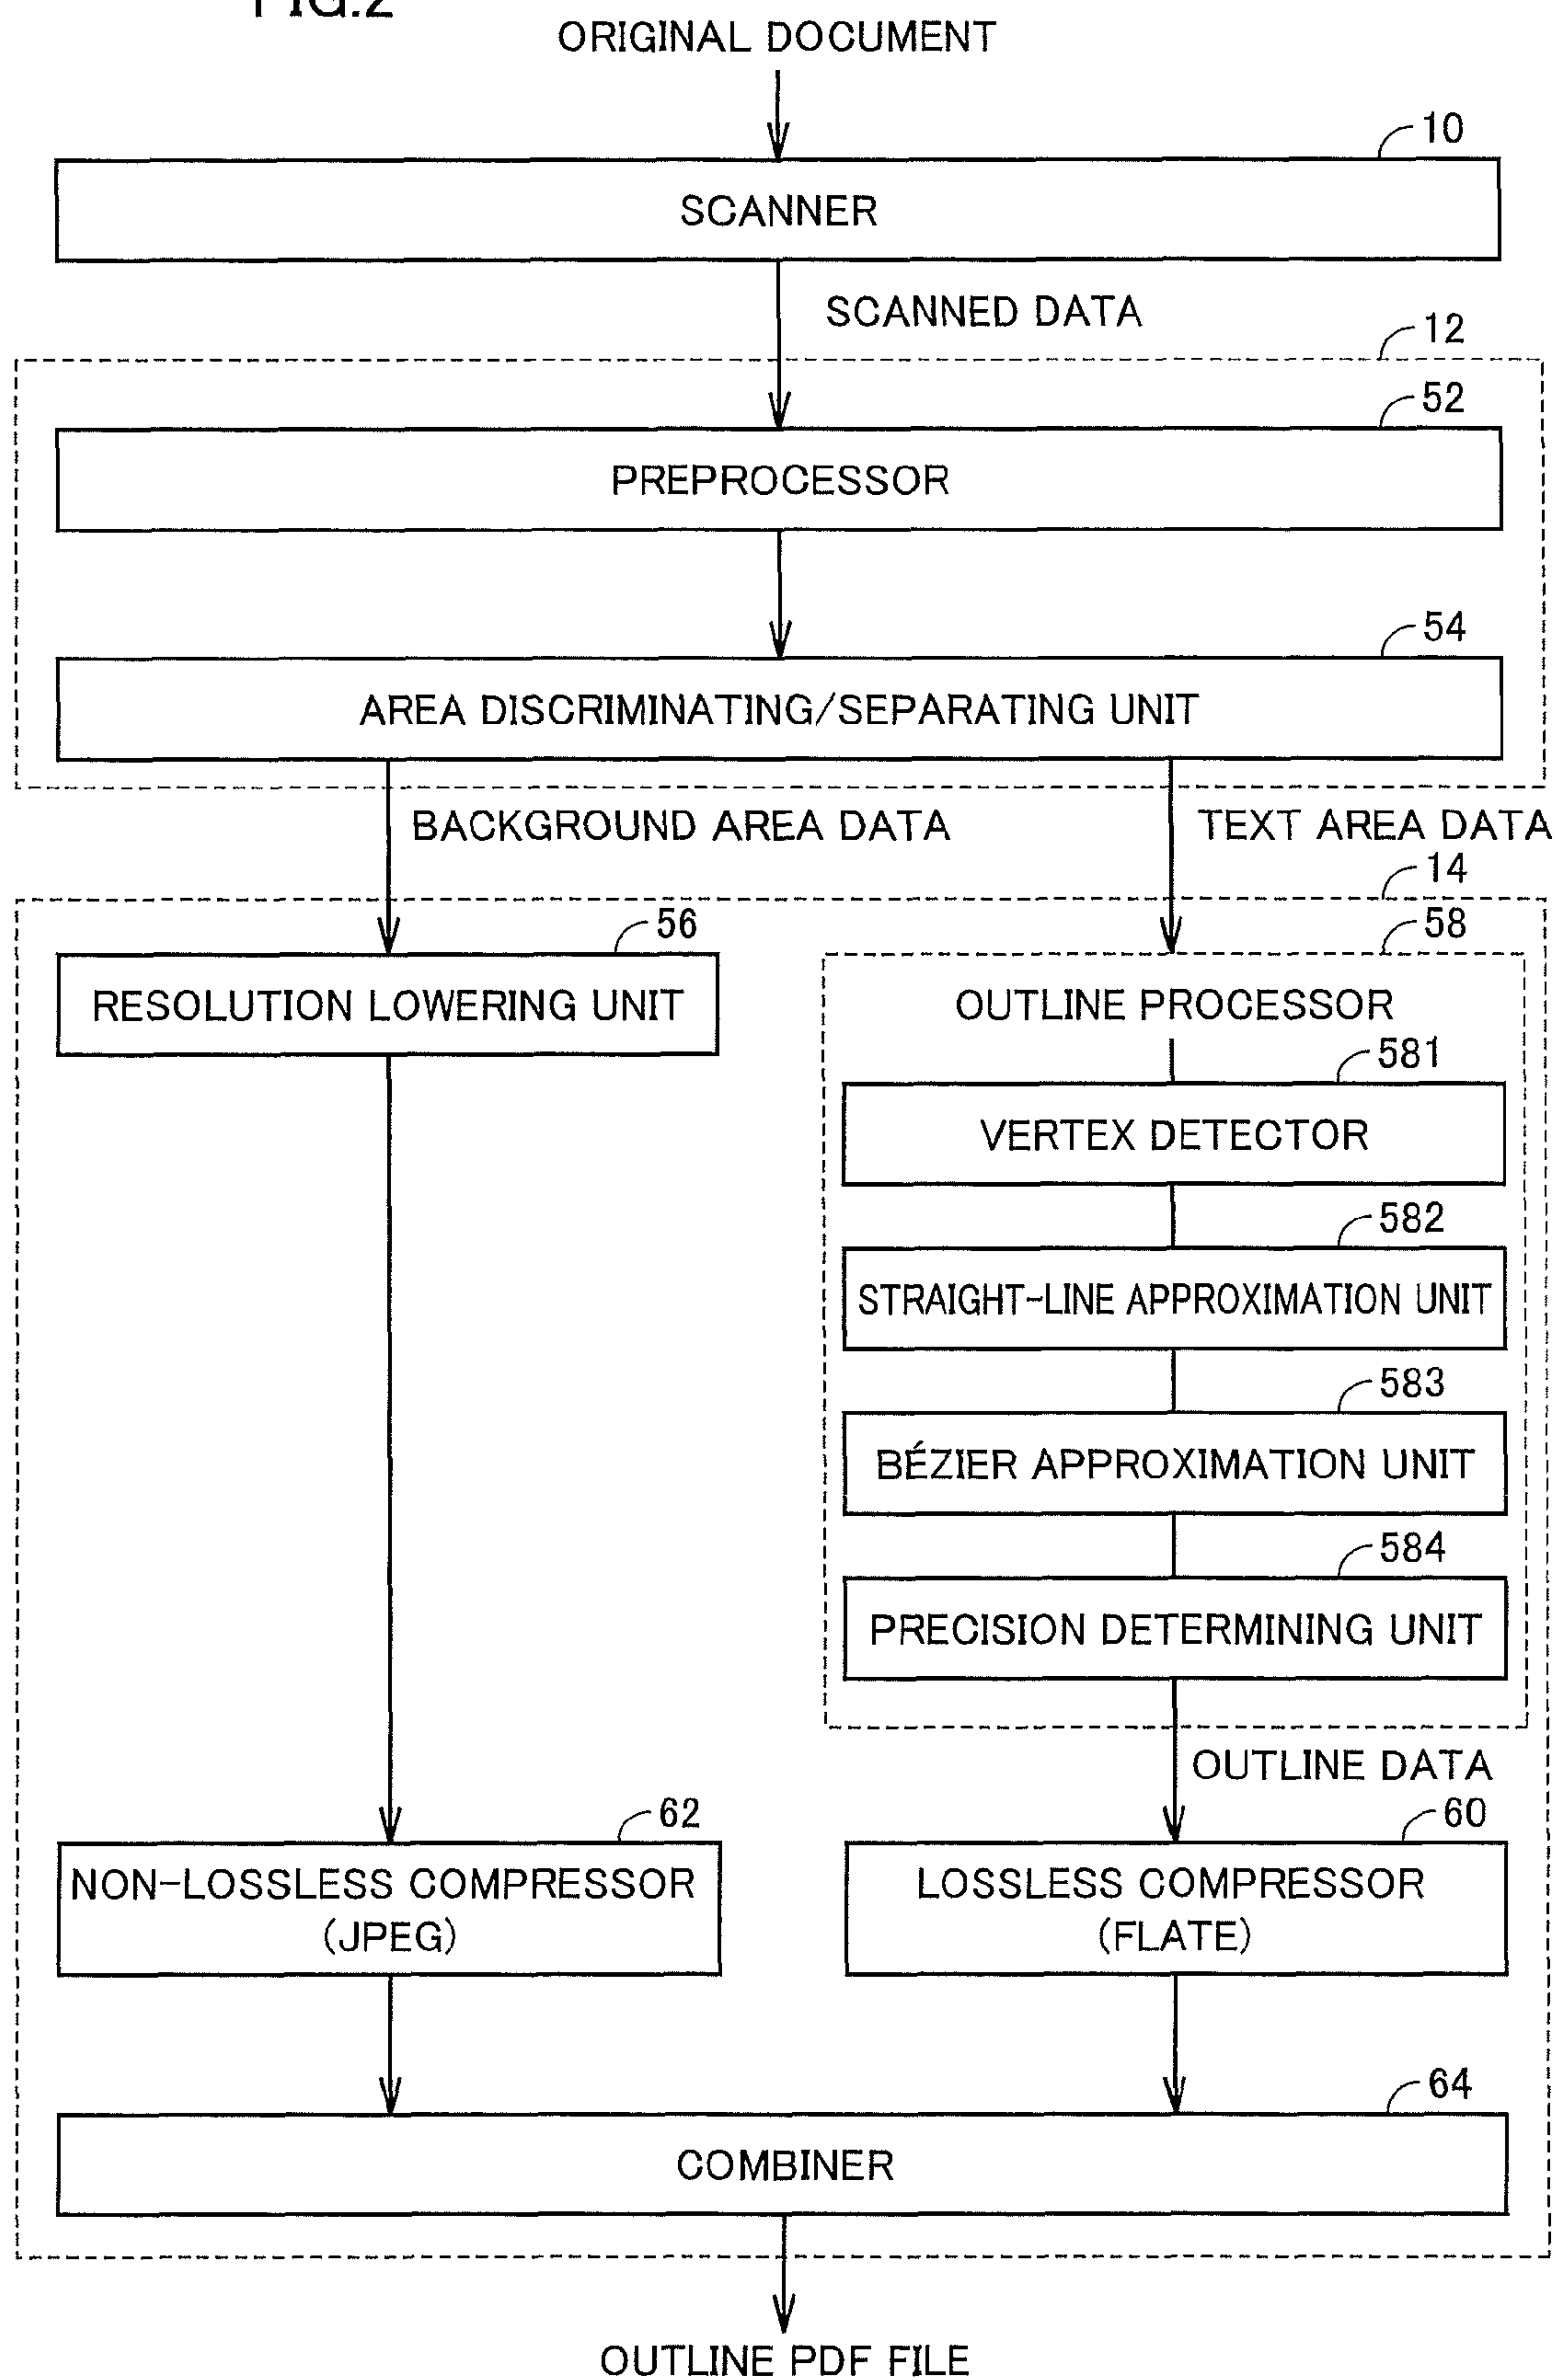 FIG.2
ORIGINAL DOCUMENT
10
SCANNER
SCANNED DATA
12
52
PREPROCESSOR
54
AREA DISCRIMINATING/SEPARATING UNIT
BACKGROUND AREA DATA
TEXT AREA DATA
14
56
58
RESOLUTION LOWERING UNIT
OUTLINE PROCESSOR
581
VERTEX DETECTOR
582
STRAIGHT-LINE APPROXIMATION UNIT
583
BÉZIER APPROXIMATION UNIT
584
PRECISION DETERMINING UNIT
OUTLINE DATA
62
60
NON-LOSSLESS COMPRESSOR
(JPEG)
LOSSLESS COMPRESSOR
(FLATE)
64
COMBINER
OUTLINE PDF FILE